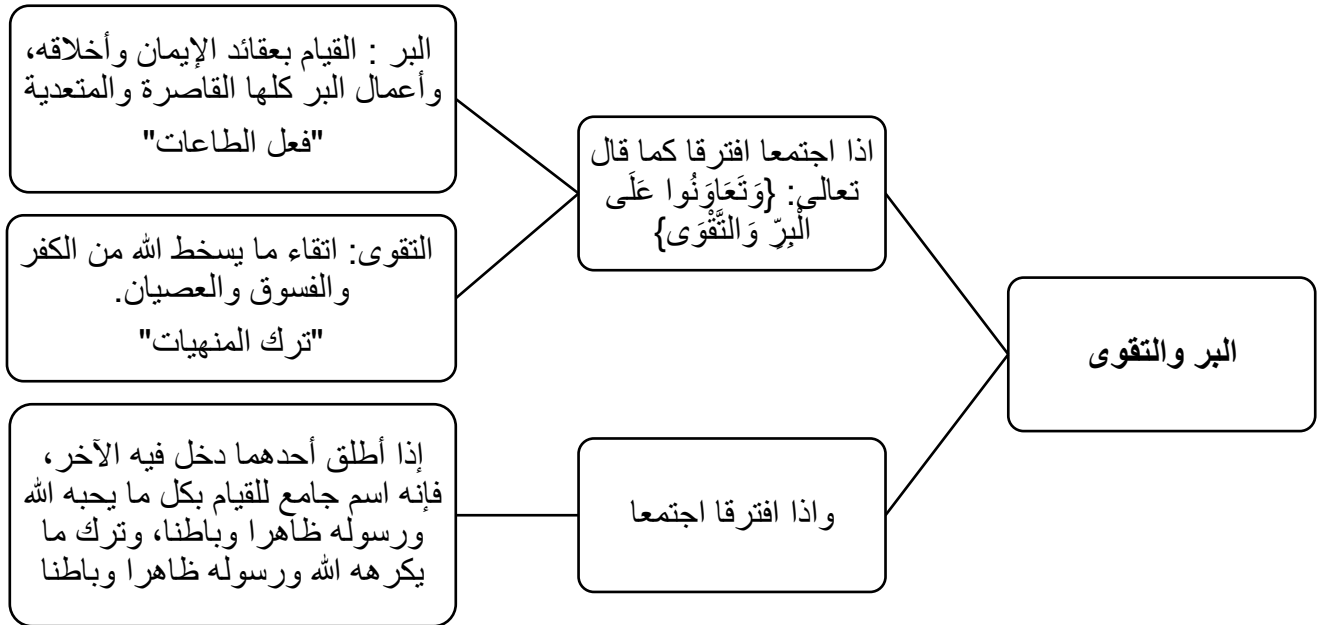 البر والتقوى
اذا اجتمعا افترقا كما قال
تعالى: {وَتَعَاوَنُوا عَلَى
الْبِرِّ وَالتَّقْوَى}
البر : القيام بعقائد الإيمان وأخلاقه،
وأعمال البر كلها القاصرة والمتعدية
"فعل الطاعات"
التقوى: اتقاء ما يسخط الله من الكفر
والفسوق والعصيان.
"ترك المنهيات"
واذا افترقا اجتمعا
إذا أطلق أحدهما دخل فيه الآخر،
فإنه اسم جامع للقيام بكل ما يحبه الله
ورسوله ظاهرا وباطنا، وترك ما
يكرهه الله ورسوله ظاهرا وباطنا